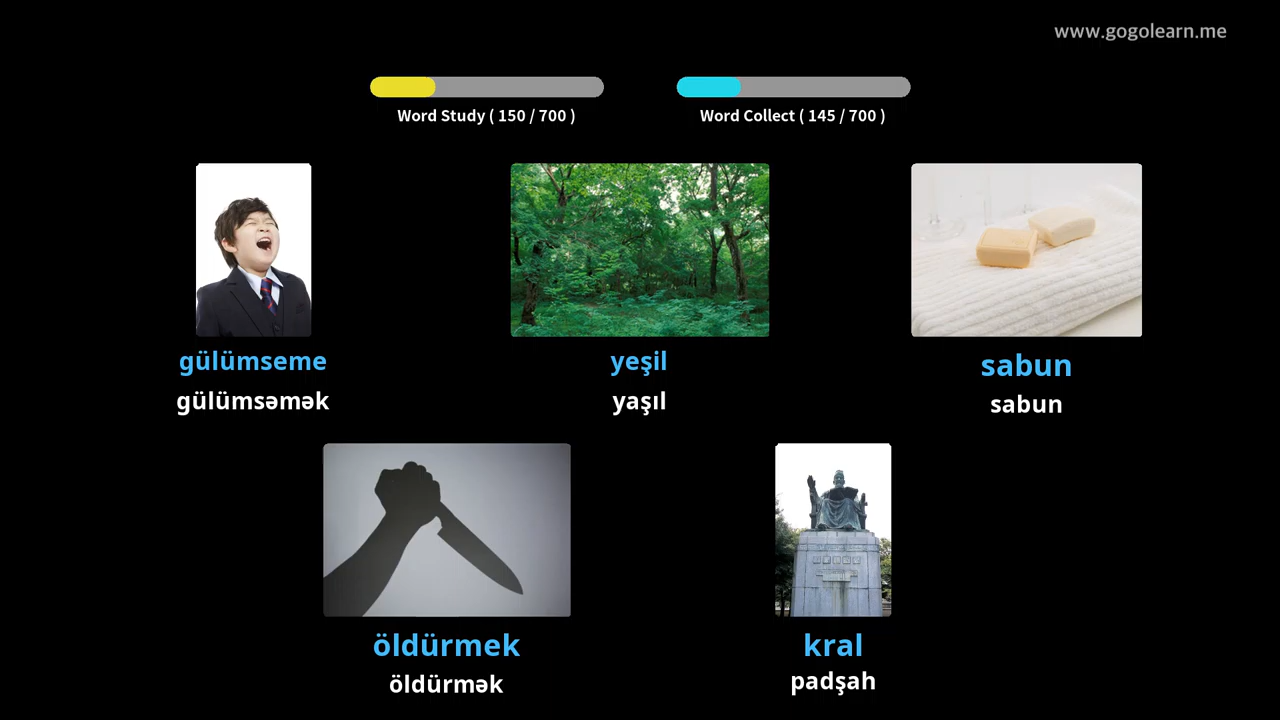 www.gogolearn.me
Word Study ( 150 / 700 )
Word Collect ( 145 / 700 )
gülümseme
gülümsəmək
yeşil
yaşıl
sabun
sabun
öldürmek
öldürmək
kral
padşah